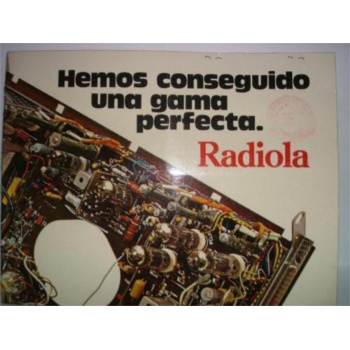 Hemos conseguido
una gama
perfecta.
Radiola